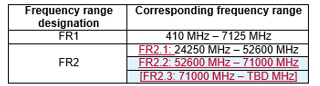 Frequency range designation
Corresponding frequency range
FR1
410 MHz – 7125 MHz
FR2
FR2.1: 24250 MHz – 52600 MHz
FR2.2: 52600 MHz – 71000 MHz
[FR2.3: 71000 MHz – TBD MHz]